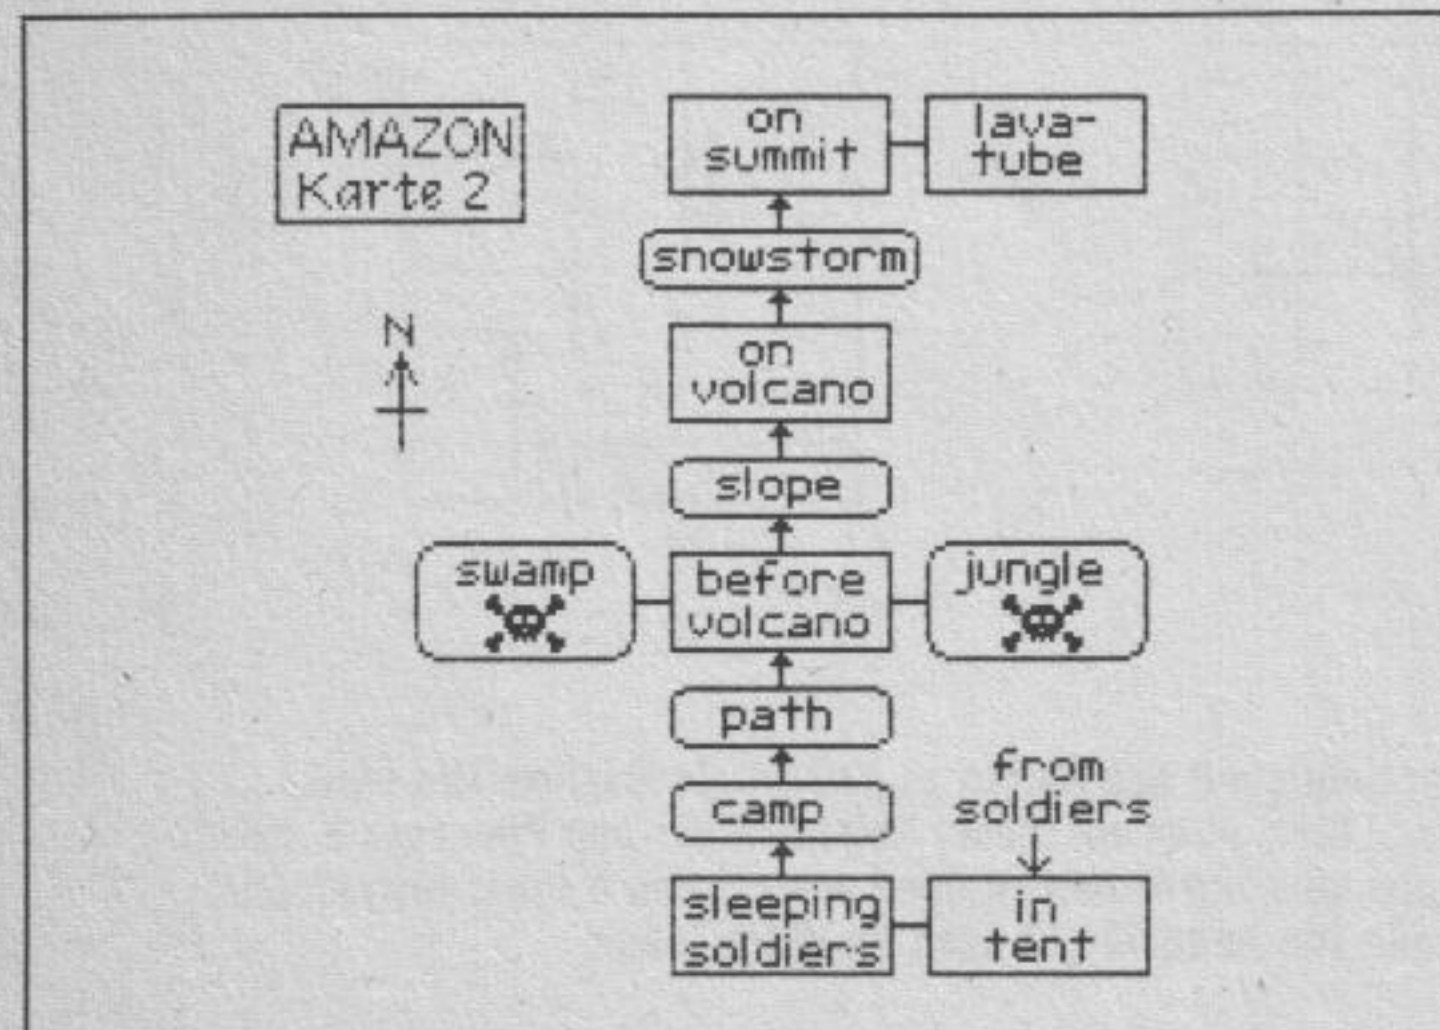 AMAZON
Karte 2
on
summit
lava-
tube
snowstorm
N
on
volcano
slope
swamp
before
volcano
jungle
path
from
soldiers
camp
sleeping
soldiers
in
tent